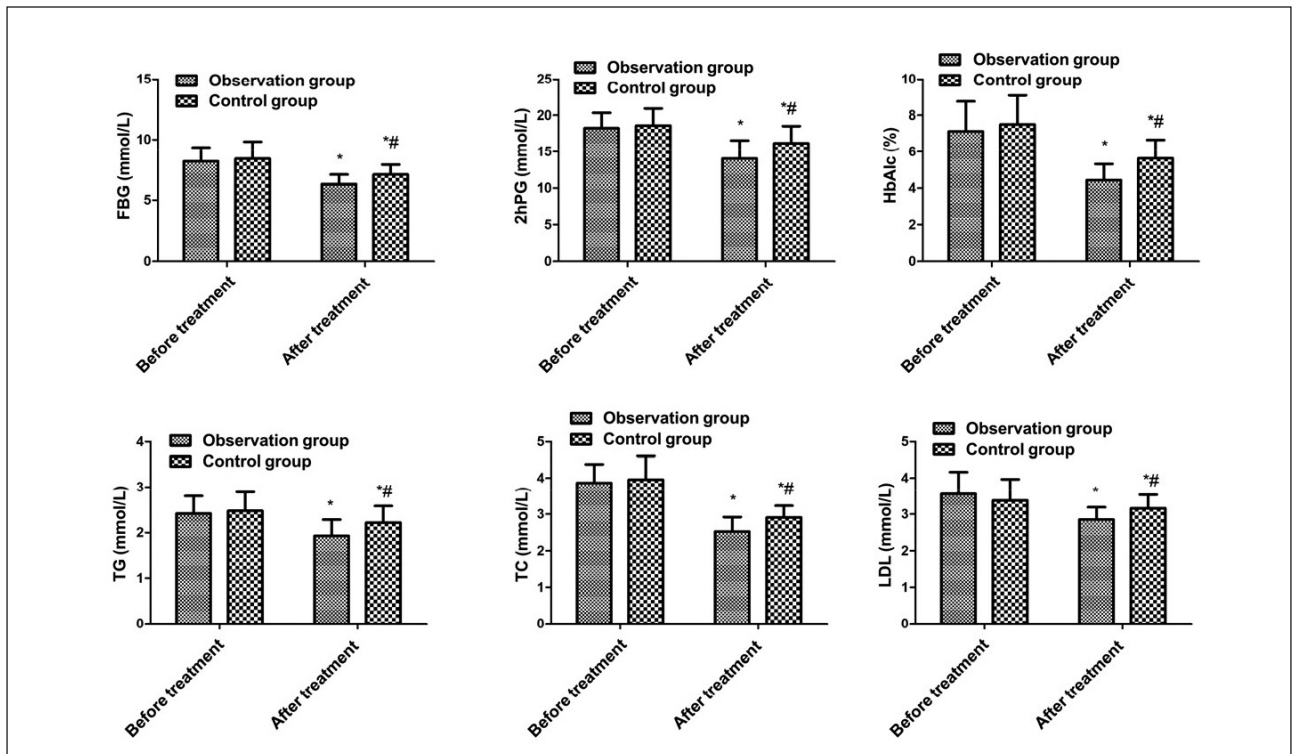 Observation group
Control group
FBG (mmol/L)
15
10
5
0
*
*#
Before treatment
After treatment
Observation group
Control group
2hPG (mmol/L)
25
20
15
10
5
0
*
*#
Before treatment
After treatment
Observation group
Control group
HbAlc (%)
10
8
6
4
2
0
*
*#
Before treatment
After treatment
Observation group
Control group
TG (mmol/L)
4
3
2
1
0
*
*#
Before treatment
After treatment
Observation group
Control group
TC (mmol/L)
5
4
3
2
1
0
*
*#
Before treatment
After treatment
Observation group
Control group
LDL (mmol/L)
5
4
3
2
1
0
*
*#
Before treatment
After treatment